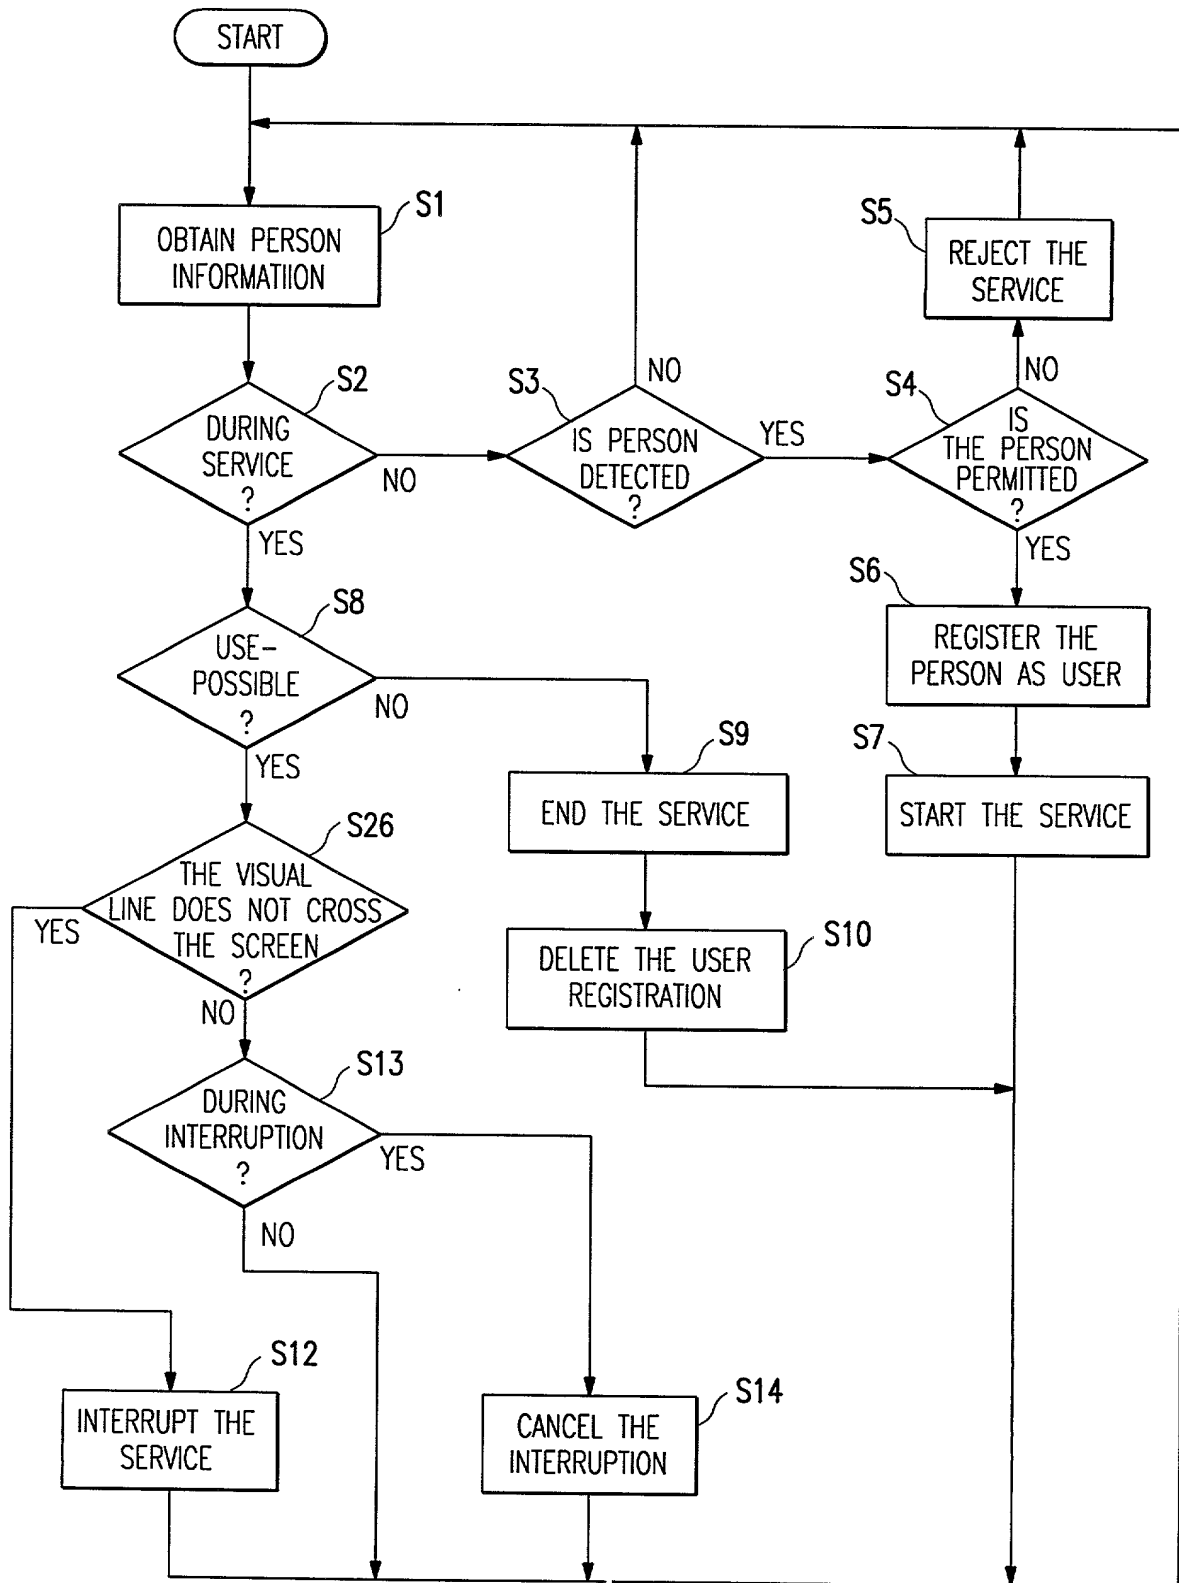 START
S1
OBTAIN PERSON
INFORMATIION
S5
REJECT THE
SERVICE
S2
DURING
SERVICE
?
NO
YES
S3
NO
IS PERSON
DETECTED
?
YES
S4
NO
IS
THE PERSON
PERMITTED
?
YES
S6
REGISTER THE
PERSON AS USER
S7
START THE SERVICE
S8
USE-
POSSIBLE
?
NO
YES
S9
END THE SERVICE
S10
DELETE THE USER
REGISTRATION
S26
THE VISUAL
LINE DOES NOT CROSS
THE SCREEN
?
YES
NO
S13
DURING
INTERRUPTION
?
YES
NO
S12
INTERRUPT THE
SERVICE
S14
CANCEL THE
INTERRUPTION